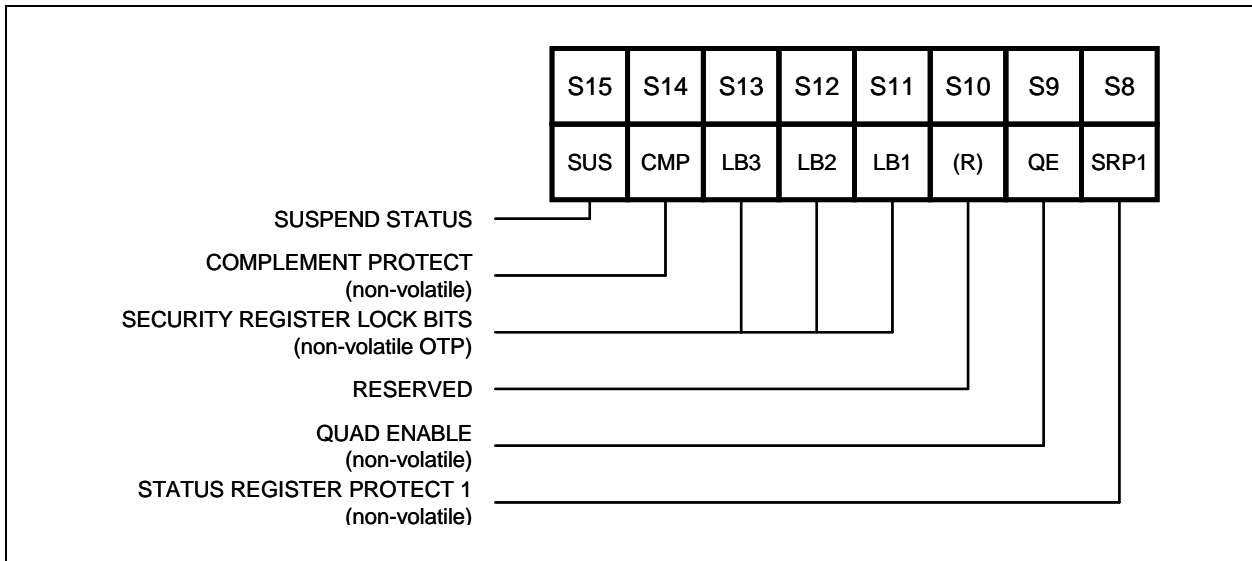 S15 S14 S13 S12 S11 S10 S9 S8
SUS CMP LB3 LB2 LB1 (R) QE SRP1
SUSPEND STATUS
COMPLEMENT PROTECT
(non-volatile)
SECURITY REGISTER LOCK BITS
(non-volatile OTP)
RESERVED
QUAD ENABLE
(non-volatile)
STATUS REGISTER PROTECT 1
(non-volatile)